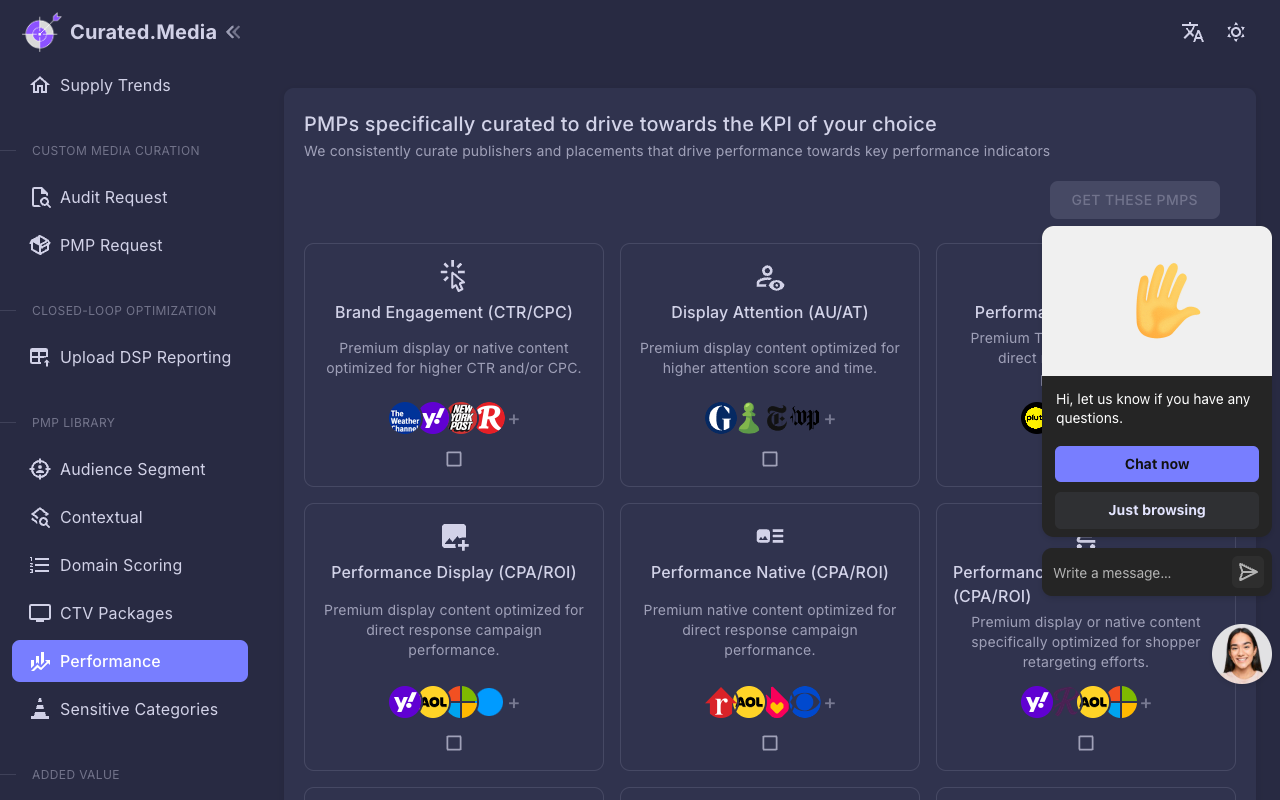 Curated.Media
Supply Trends
CUSTOM MEDIA CURATION
Audit Request
PMP Request
CLOSED-LOOP OPTIMIZATION
Upload DSP Reporting
PMP LIBRARY
Audience Segment
Contextual
Domain Scoring
CTV Packages
Performance
Sensitive Categories
ADDED VALUE
PMPs specifically curated to drive towards the KPI of your choice
We consistently curate publishers and placements that drive performance towards key performance indicators
GET THESE PMPS
Brand Engagement (CTR/CPC)
Premium display or native content
optimized for higher CTR and/or CPC.
The Weather Channel
y!
NEW YORK POST
R
+
Display Attention (AU/AT)
Premium display content optimized for
higher attention score and time.
G
T
wp
+
Performa
Premium T
direct
plut
Performance Display (CPA/ROI)
Premium display content optimized for
direct response campaign
performance.
y!
AOL
+
Performance Native (CPA/ROI)
Premium native content optimized for
direct response campaign
performance.
r
AOL
+
Performanc
(CPA/ROI)
Premium display or native content
specifically optimized for shopper
retargeting efforts.
y!
AOL
+
Hi, let us know if you have any
questions.
Chat now
Just browsing
Write a message...